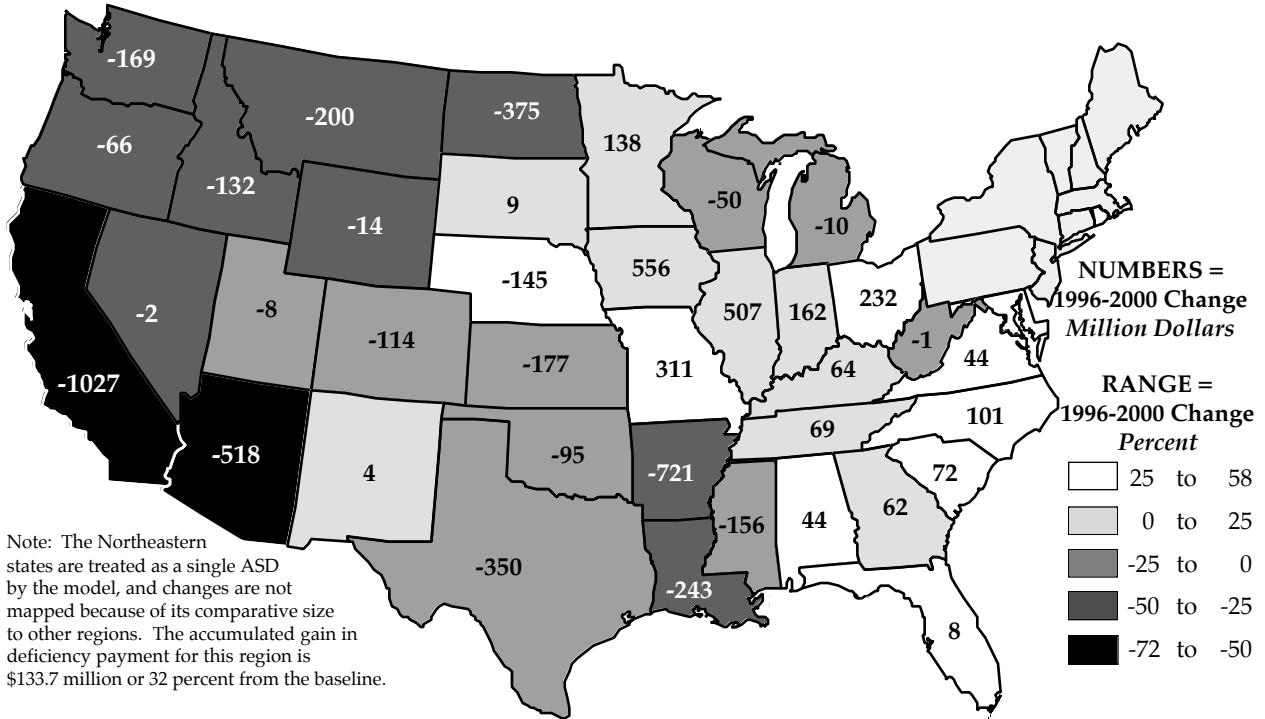 -169
-200
-375
138
-66
-132
-14
9
-50
-10
-145
556
507
162
232
-2
-8
-114
-177
311
64
-1
44
-1027
-518
4
-95
-721
69
101
72
62
44
-156
-350
-243
8
NUMBERS =
1996-2000 Change
Million Dollars
RANGE =
1996-2000 Change
Percent
25 to 58
0 to 25
-25 to 0
-50 to -25
-72 to -50
Note: The Northeastern
states are treated as a single ASD
by the model, and changes are not
mapped because of its comparative size
to other regions. The accumulated gain in
deficiency payment for this region is
$133.7 million or 32 percent from the baseline.